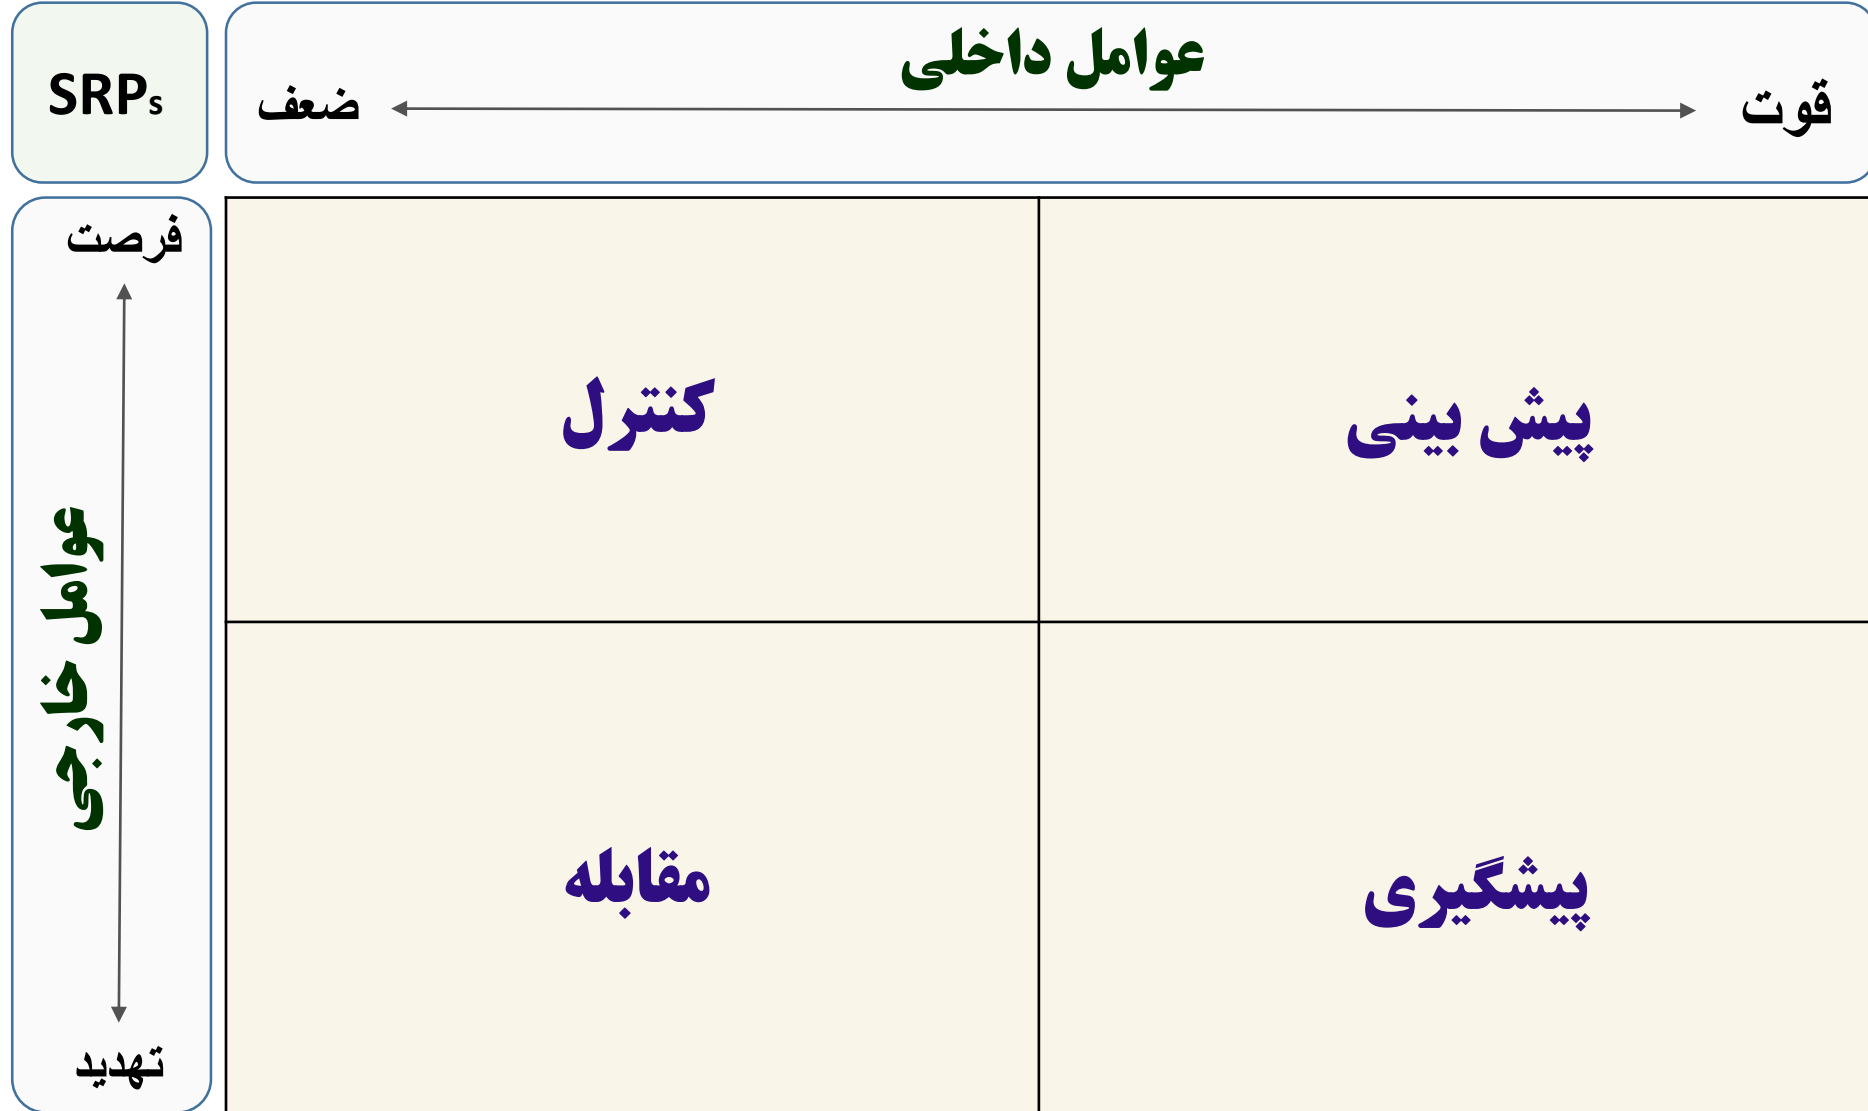 SRPs
عوامل داخلی
قوت
ضعف
فرصت
عوامل خارجی
تهدید
پیش بینی
کنترل
پیشگیری
مقابله